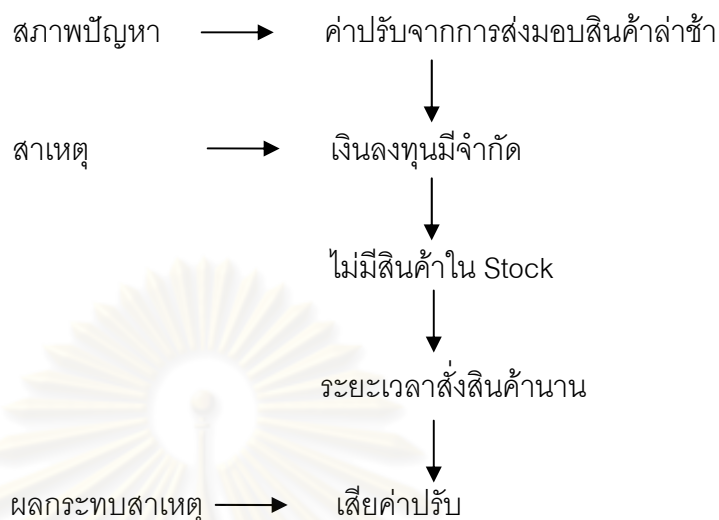 สภาพปัญหา ค่าปรับจากการส่งมอบสินค้าล่าช้า
สาเหตุ เงินลงทุนมีจำกัด
ไม่มีสินค้าใน Stock
ระยะเวลาสั่งสินค้านาน
ผลกระทบสาเหตุ เสียค่าปรับ